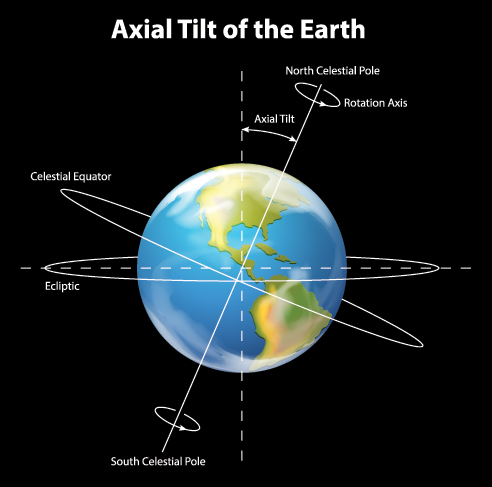 Axial Tilt of the Earth
North Celestial Pole
Rotation Axis
Axial Tilt
Celestial Equator
Ecliptic
South Celestial Pole